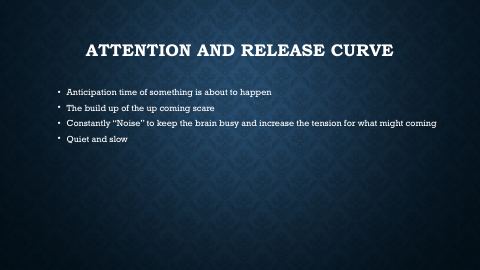 ATTENTION AND RELEASE CURVE
• Anticipation time of something is about to happen
• The build up of the up coming scare
• Constantly “Noise” to keep the brain busy and increase the tension for what might coming
• Quiet and slow